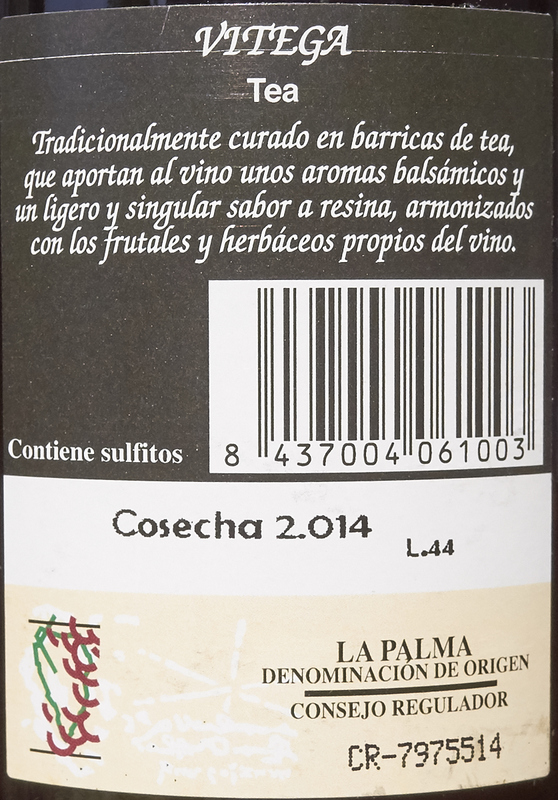 VITEGA
Tea
Tradicionalmente curado en barricas de tea,
que aportan al vino unos aromas balsámicos y
un ligero y singular sabor a resina, armonizados
con los frutales y herbáceos propios del vino.
Contiene sulfitos
8 437004 061003
Cosecha 2.014
L.44
LA PALMA
DENOMINACIÓN DE ORIGEN
CONSEJO REGULADOR
CR-7975514